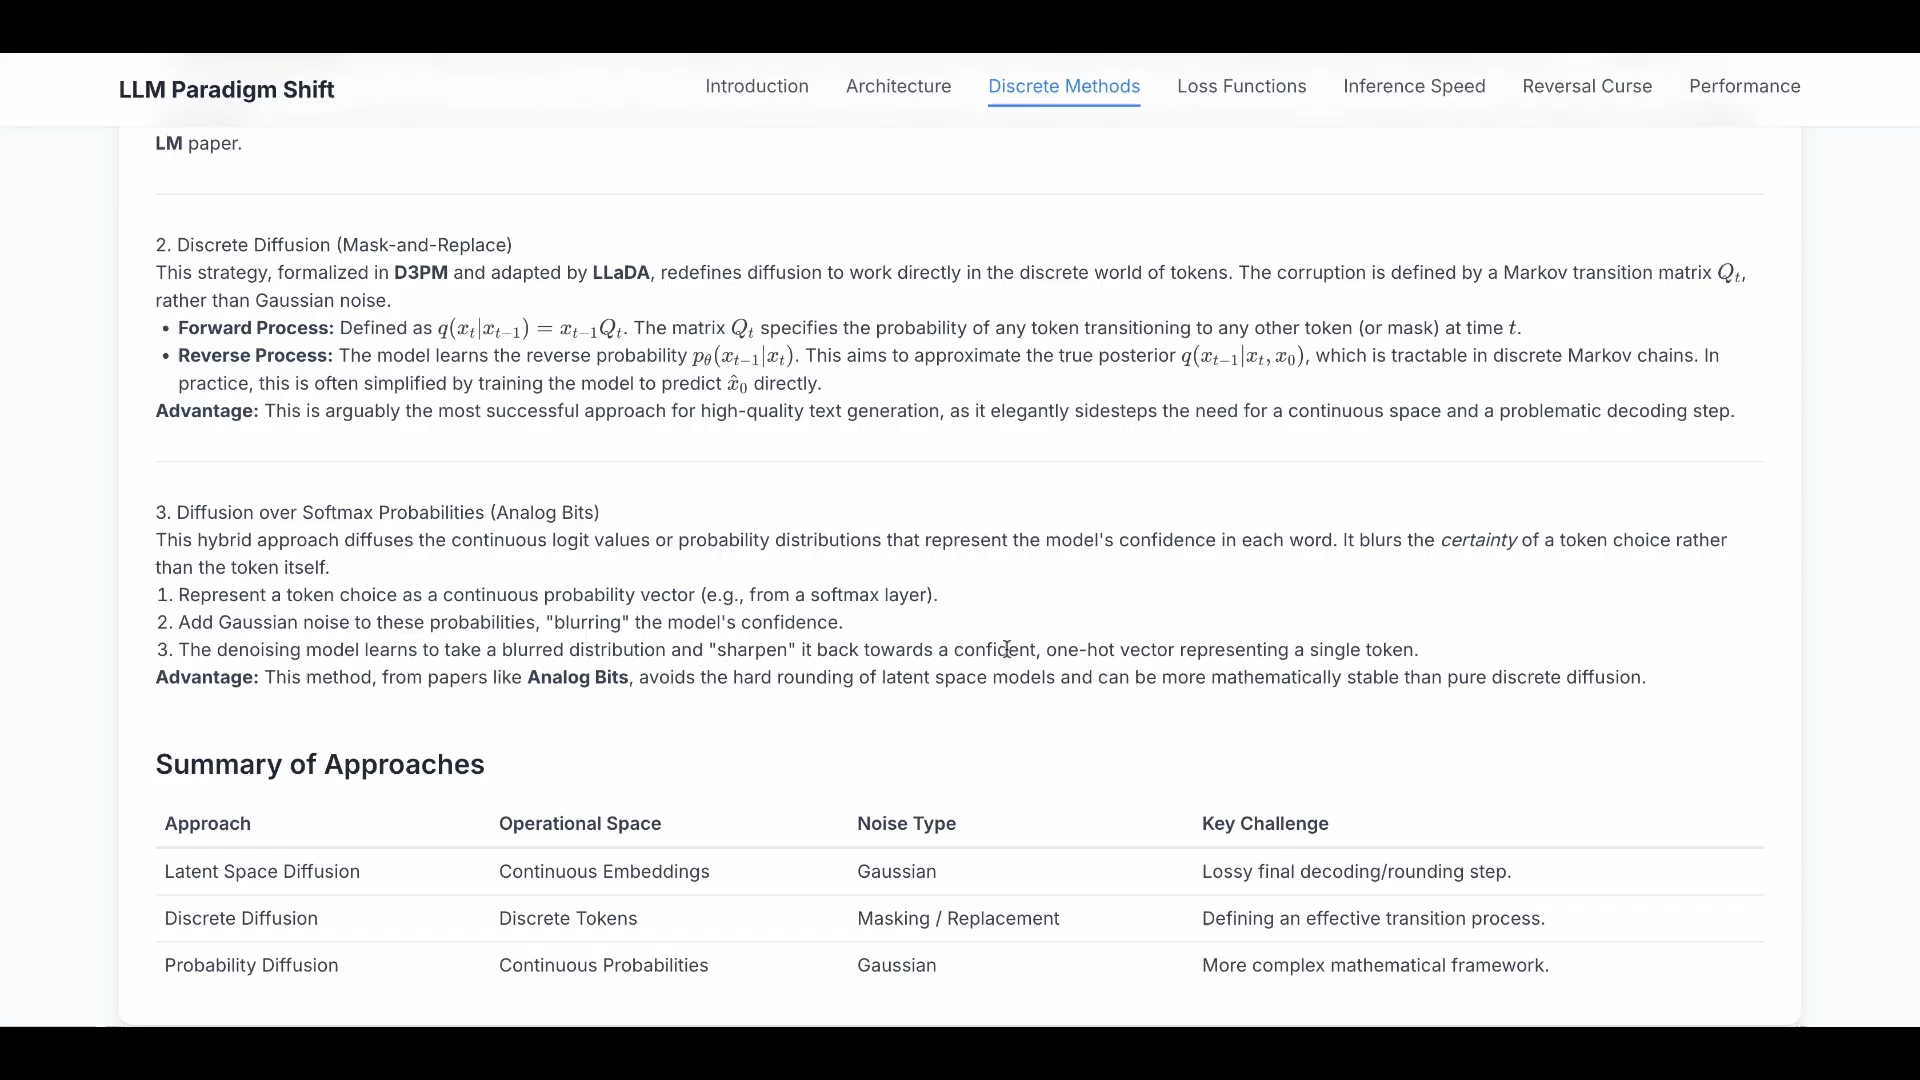 LLM Paradigm Shift
Introduction
Architecture
Discrete Methods
Loss Functions
Inference Speed
Reversal Curse
Performance
LM paper.
2. Discrete Diffusion (Mask-and-Replace)
This strategy, formalized in D3PM and adapted by LLaDA, redefines diffusion to work directly in the discrete world of tokens. The corruption is defined by a Markov transition matrix Q_t,
rather than Gaussian noise.
• Forward Process: Defined as q(x_t|x_{t−1}) = x_{t−1}Q_t. The matrix Q_t specifies the probability of any token transitioning to any other token (or mask) at time t.
• Reverse Process: The model learns the reverse probability p_θ(x_{t−1}|x_t). This aims to approximate the true posterior q(x_{t−1}|x_t, x_0), which is tractable in discrete Markov chains. In
practice, this is often simplified by training the model to predict x̂_0 directly.
Advantage: This is arguably the most successful approach for high-quality text generation, as it elegantly sidesteps the need for a continuous space and a problematic decoding step.
3. Diffusion over Softmax Probabilities (Analog Bits)
This hybrid approach diffuses the continuous logit values or probability distributions that represent the model's confidence in each word. It blurs the certainty of a token choice rather
than the token itself.
1. Represent a token choice as a continuous probability vector (e.g., from a softmax layer).
2. Add Gaussian noise to these probabilities, "blurring" the model's confidence.
3. The denoising model learns to take a blurred distribution and "sharpen" it back towards a confident, one-hot vector representing a single token.
Advantage: This method, from papers like Analog Bits, avoids the hard rounding of latent space models and can be more mathematically stable than pure discrete diffusion.
Summary of Approaches
Approach Operational Space Noise Type Key Challenge
Latent Space Diffusion Continuous Embeddings Gaussian Lossy final decoding/rounding step.
Discrete Diffusion Discrete Tokens Masking / Replacement Defining an effective transition process.
Probability Diffusion Continuous Probabilities Gaussian More complex mathematical framework.